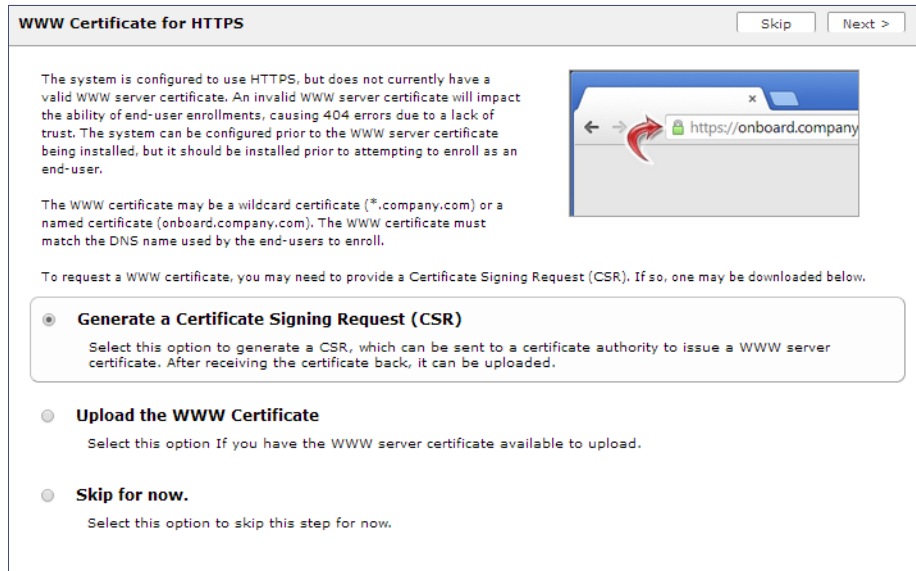 WWW Certificate for HTTPS
Skip
Next >
The system is configured to use HTTPS, but does not currently have a
valid WWW server certificate. An invalid WWW server certificate will impact
the ability of end-user enrollments, causing 404 errors due to a lack of
trust. The system can be configured prior to the WWW server certificate
being installed, but it should be installed prior to attempting to enroll as an
end-user.
https://onboard.company
The WWW certificate may be a wildcard certificate (*.company.com) or a
named certificate (onboard.company.com). The WWW certificate must
match the DNS name used by the end-users to enroll.
To request a WWW certificate, you may need to provide a Certificate Signing Request (CSR). If so, one may be downloaded below.
Generate a Certificate Signing Request (CSR)
Select this option to generate a CSR, which can be sent to a certificate authority to issue a WWW server
certificate. After receiving the certificate back, it can be uploaded.
Upload the WWW Certificate
Select this option If you have the WWW server certificate available to upload.
Skip for now.
Select this option to skip this step for now.